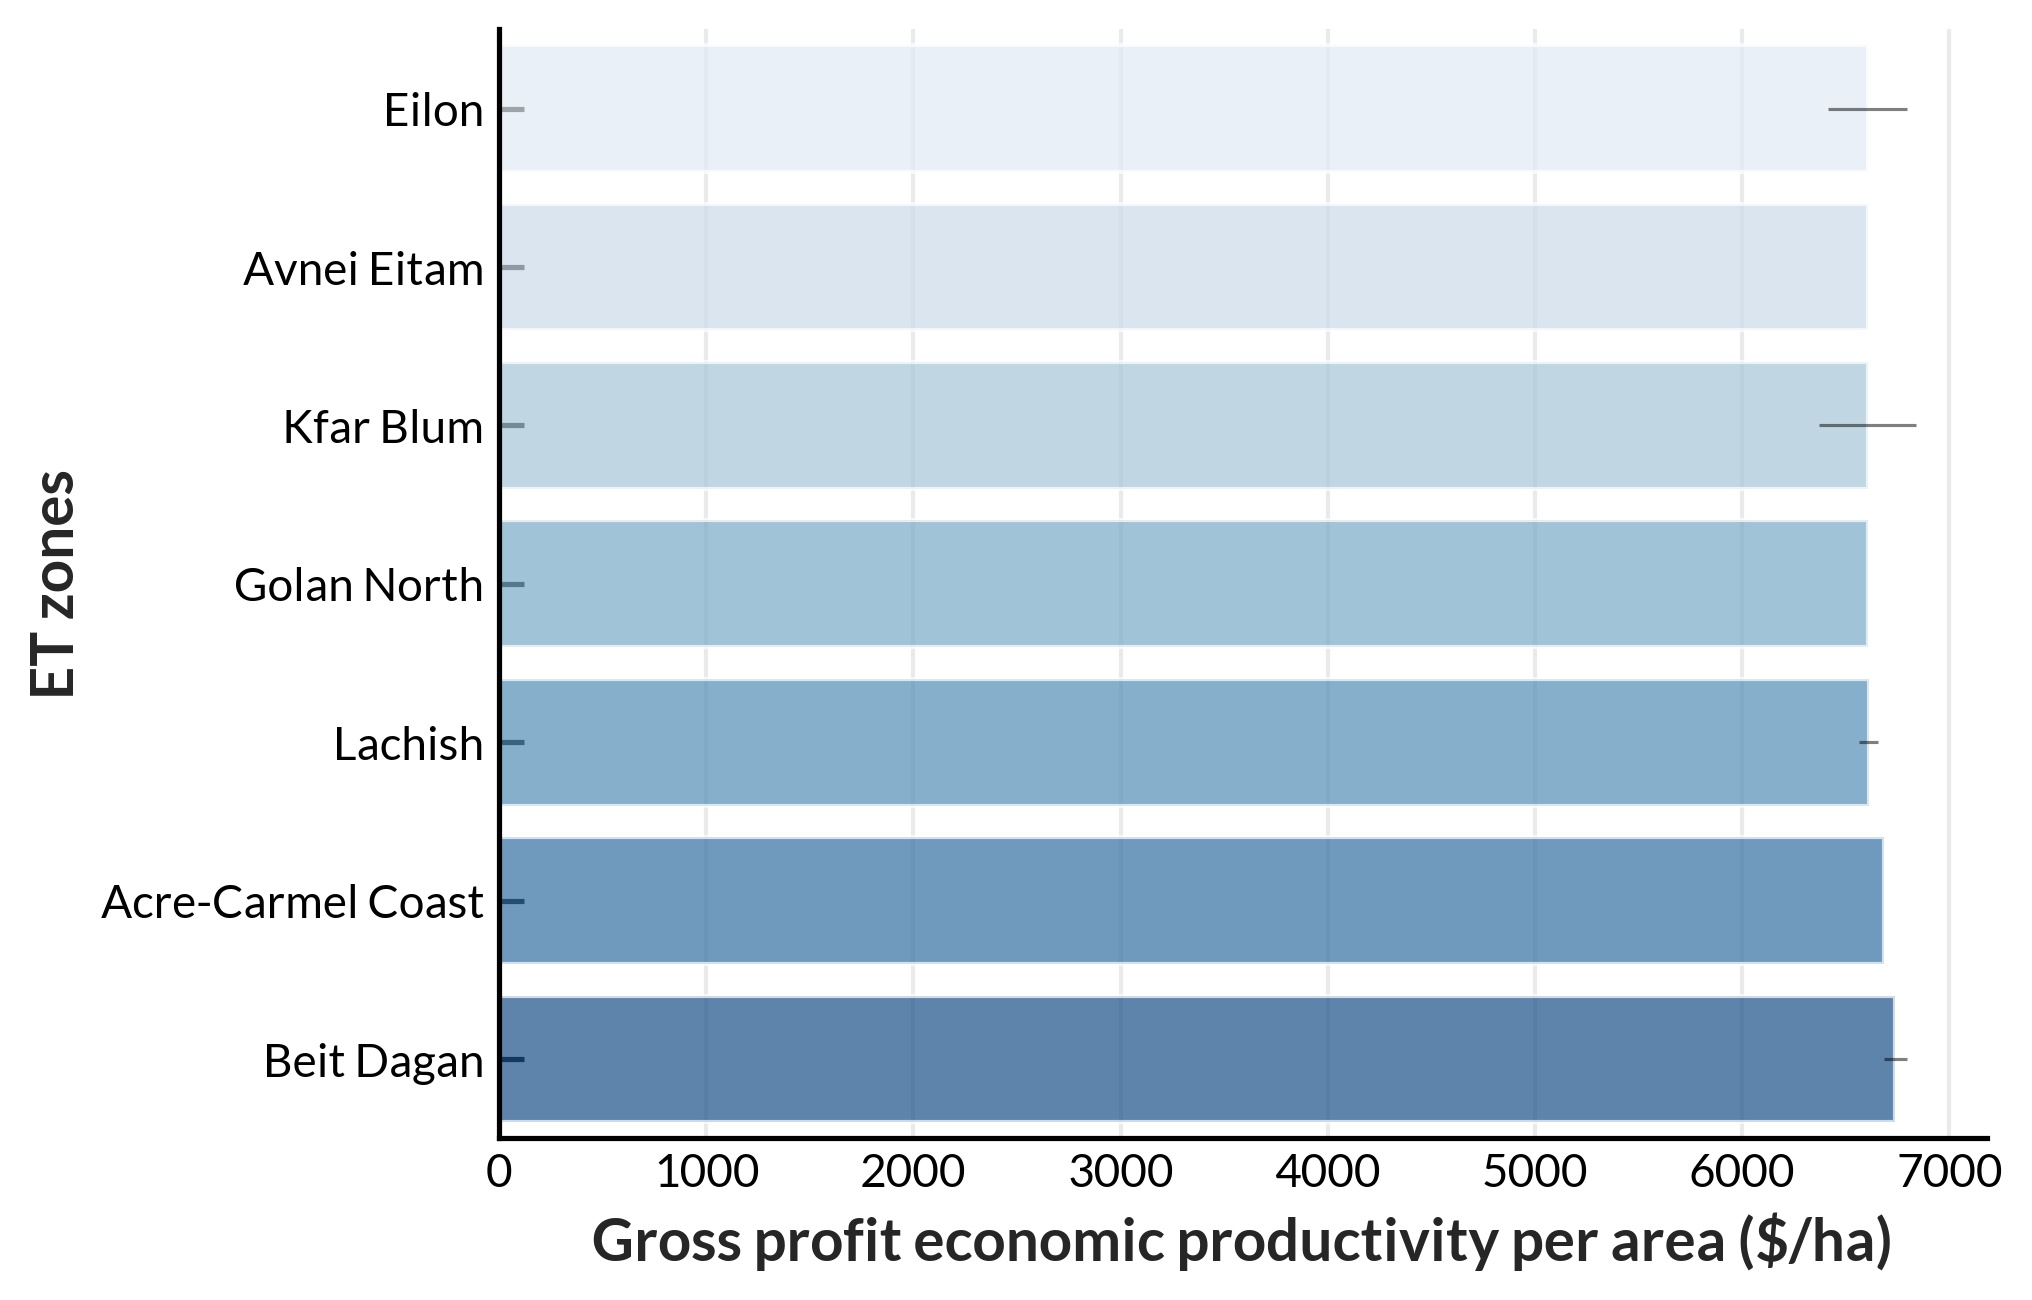 Eilon
Avnei Eitam
Kfar Blum
Golan North
Lachish
Acre-Carmel Coast
Beit Dagan
ET zones
0 1000 2000 3000 4000 5000 6000 7000
Gross profit economic productivity per area ($/ha)